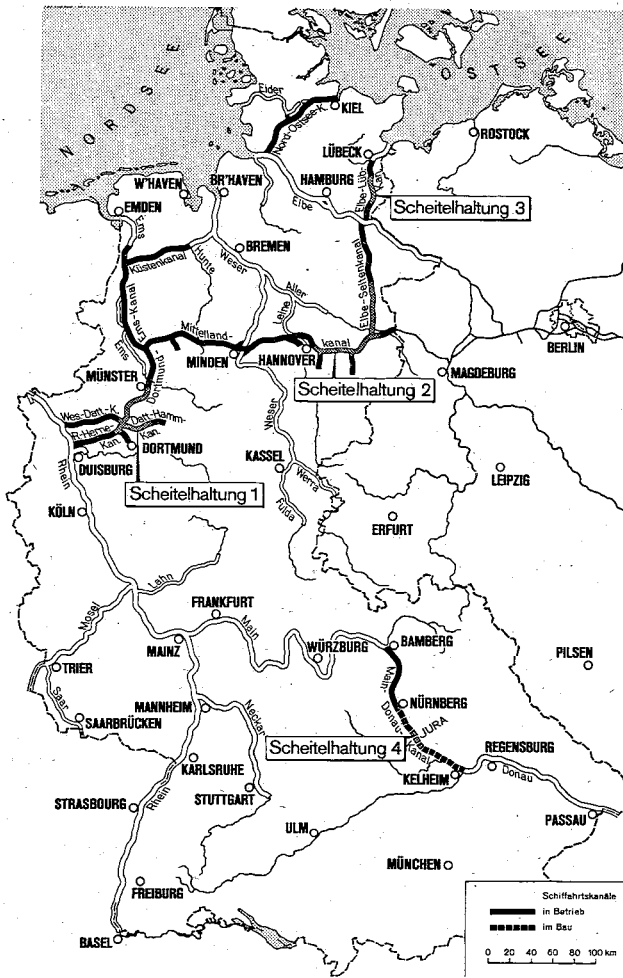 NORDSEE
OSTSEE
Eider
KIEL
Nord-Ostsee-K.
ROSTOCK
LÜBECK
W'HAVEN
BR'HAVEN
HAMBURG
Elbe-Lüb-
Kan.
EMDEN
Elbe
Scheitelhaltung 3
Ems
BREMEN
Küstenkanal
Hunte
Weser
Aller
Elbe-Seitenkanal
Ems-Kanal
Leine
Mittelland-
kanal
BERLIN
Ems
MINDEN
HANNOVER
Dortmund-
MÜNSTER
MAGDEBURG
Scheitelhaltung 2
Wes-Datt-K.
Datt-Hamm-
Kan.
R-Herne-
Kan.
DORTMUND
Weser
DUISBURG
KASSEL
LEIPZIG
Scheitelhaltung 1
Werra
Rhein
Fulda
KÖLN
ERFURT
Lahn
Mosel
FRANKFURT
Main
MAINZ
WÜRZBURG
BAMBERG
PILSEN
TRIER
Main-
Donau-Kanal
Saar
NÜRNBERG
MANNHEIM
SAARBRÜCKEN
Neckar
JURA
Scheitelhaltung 4
REGENSBURG
KARLSRUHE
KELHEIM
Donau
Rhein
STUTTGART
STRASBOURG
PASSAU
ULM
MÜNCHEN
FREIBURG
BASEL
Schiffahrtskanäle
in Betrieb
im Bau
0 20 40 60 80 100 km